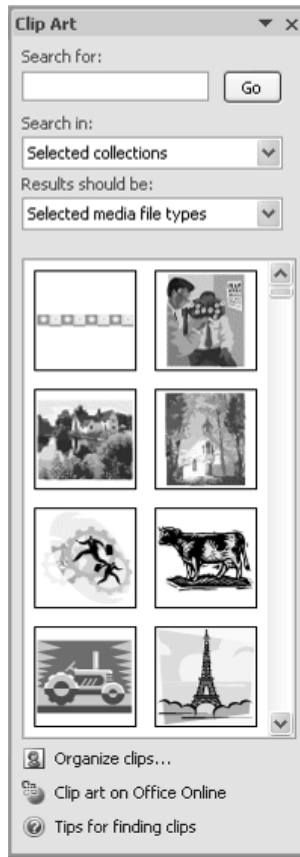 Clip Art
Search for:
Go
Search in:
Selected collections
Results should be:
Selected media file types
Organize clips...
Clip art on Office Online
Tips for finding clips